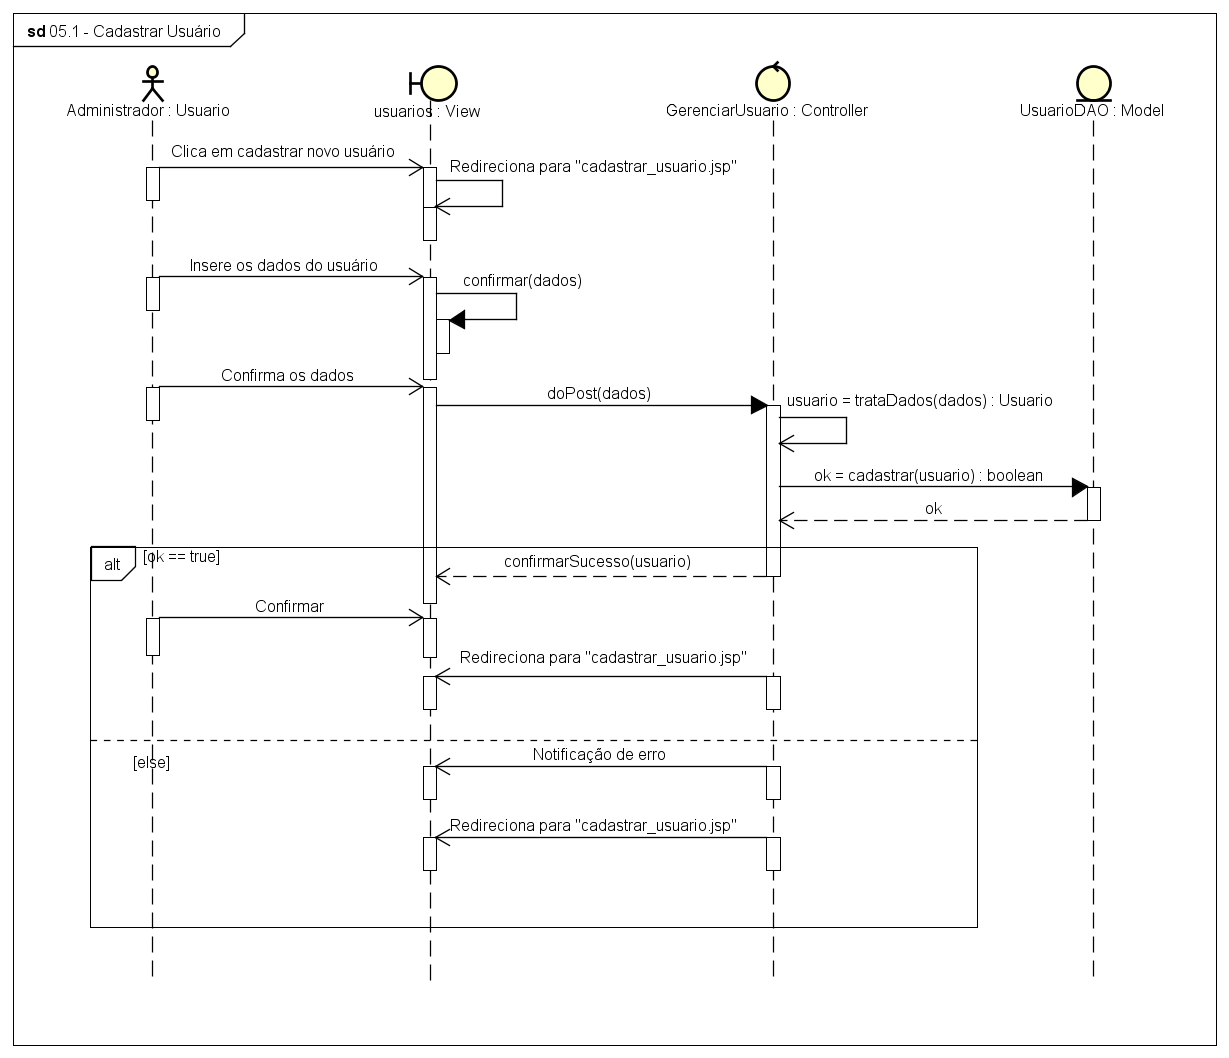 sd 05.1 - Cadastrar Usuário
Administrador : Usuario
usuarios : View
GerenciarUsuario : Controller
UsuarioDAO : Model
Clica em cadastrar novo usuário
Redireciona para "cadastrar_usuario.jsp"
Insere os dados do usuário
confirmar(dados)
Confirma os dados
doPost(dados)
usuario = trataDados(dados) : Usuario
ok = cadastrar(usuario) : boolean
ok
alt
[ok == true]
confirmarSucesso(usuario)
Confirmar
Redireciona para "cadastrar_usuario.jsp"
[else]
Notificação de erro
Redireciona para "cadastrar_usuario.jsp"